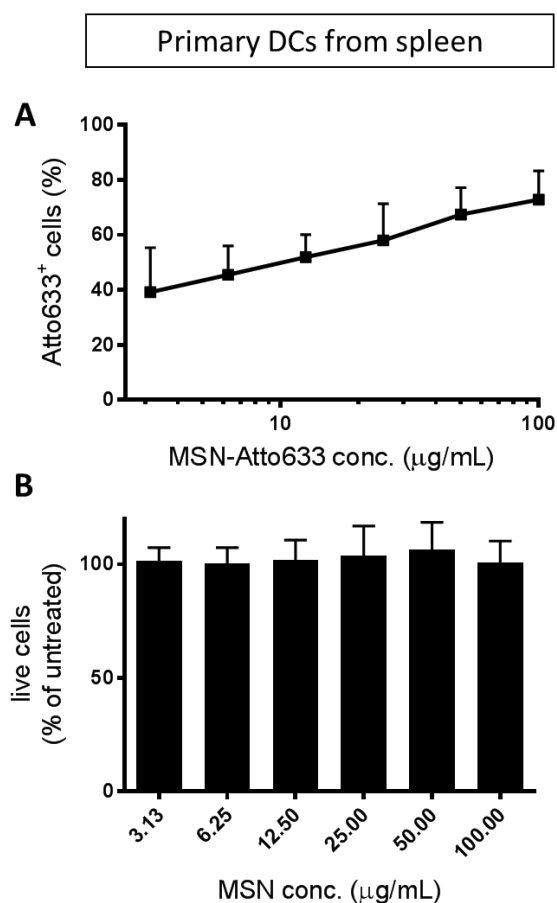 Primary DCs from spleen
A
100
80
60
40
20
0
Atto633⁺ cells (%)
10
100
MSN-Atto633 conc. (μg/mL)
B
100
50
0
live cells
(% of untreated)
3.13
6.25
12.50
25.00
50.00
100.00
MSN conc. (μg/mL)